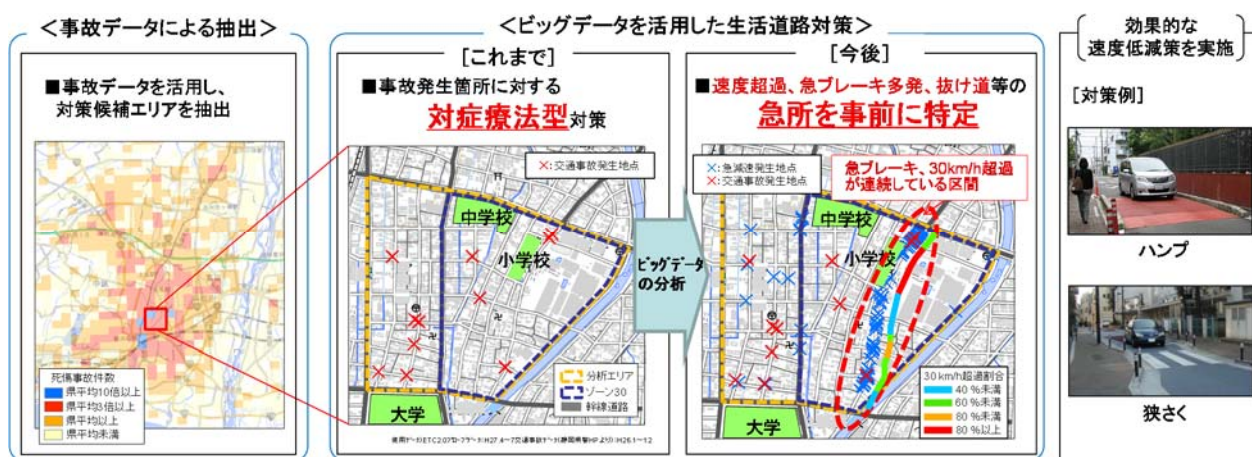 ＜事故データによる抽出＞
■事故データを活用し、
対策候補エリアを抽出
死傷事故件数
県平均10倍以上
県平均3倍以上
県平均以上
県平均未満
＜ビッグデータを活用した生活道路対策＞
[これまで]
■事故発生箇所に対する
対症療法型対策
×:交通事故発生地点
中学校
小学校
大学
分析エリア
ゾーン30
幹線道路
ビッグデータ
の分析
[今後]
■速度超過、急ブレーキ多発、抜け道等の
急所を事前に特定
×:急減速発生地点
×:交通事故発生地点
急ブレーキ、30km/h超過
が連続している区間
中学校
小学校
大学
30km/h超過割合
40％未満
60％未満
80％未満
80％以上
効果的な
速度低減策を実施
[対策例]
ハンプ
狭さく